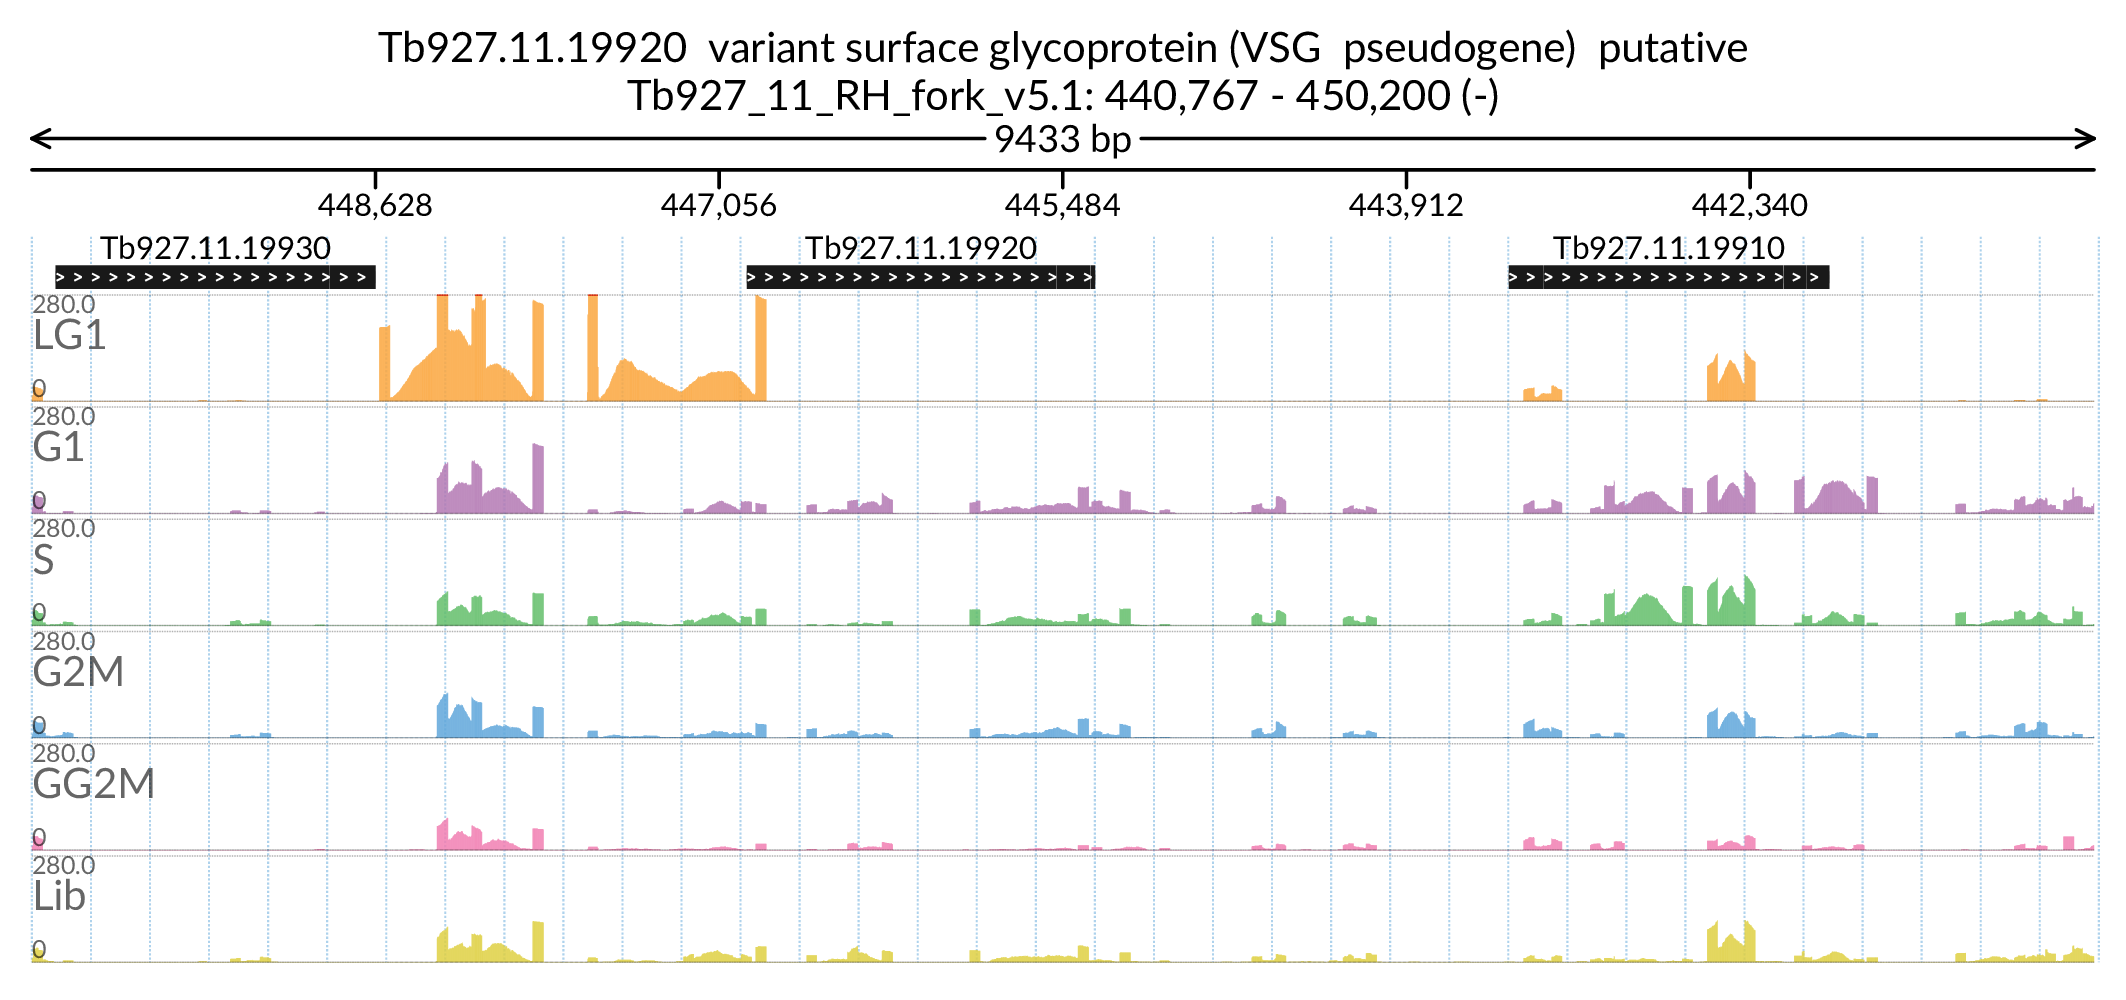 Tb927.11.19920 variant surface glycoprotein (VSG pseudogene) putative
Tb927_11_RH_fork_v5.1: 440,767 - 450,200 (-)
9433 bp
448,628 447,056 445,484 443,912 442,340
Tb927.11.19930 Tb927.11.19920 Tb927.11.19910
280.0
LG1
0
280.0
G1
0
280.0
S
0
280.0
G2M
0
280.0
GG2M
0
280.0
Lib
0